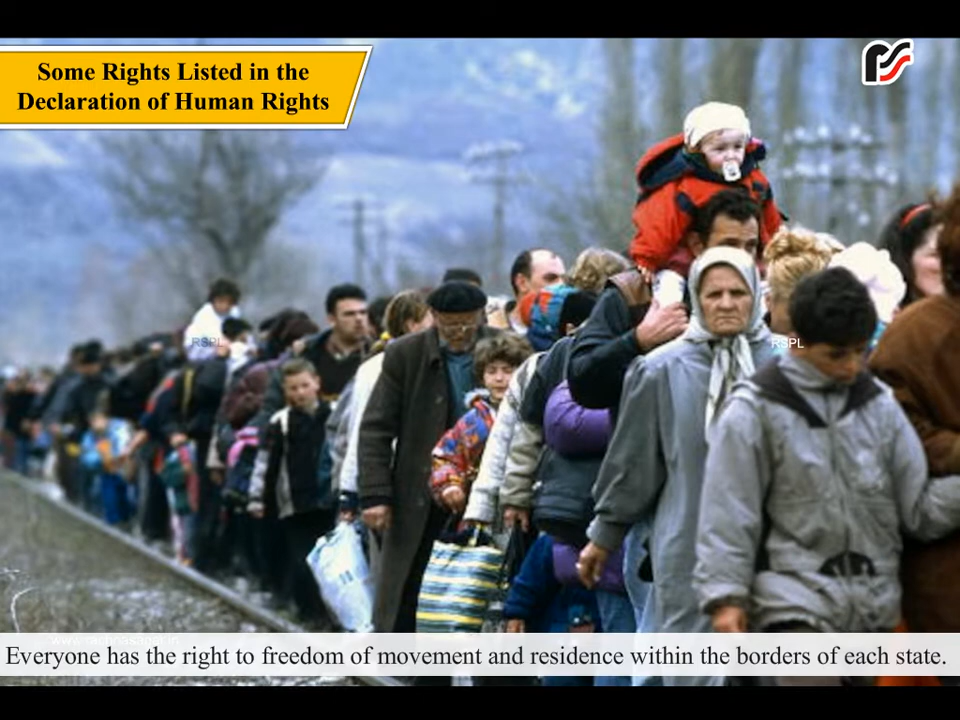 Some Rights Listed in the
Declaration of Human Rights
RSPL
RSPL
Everyone has the right to freedom of movement and residence within the borders of each state.